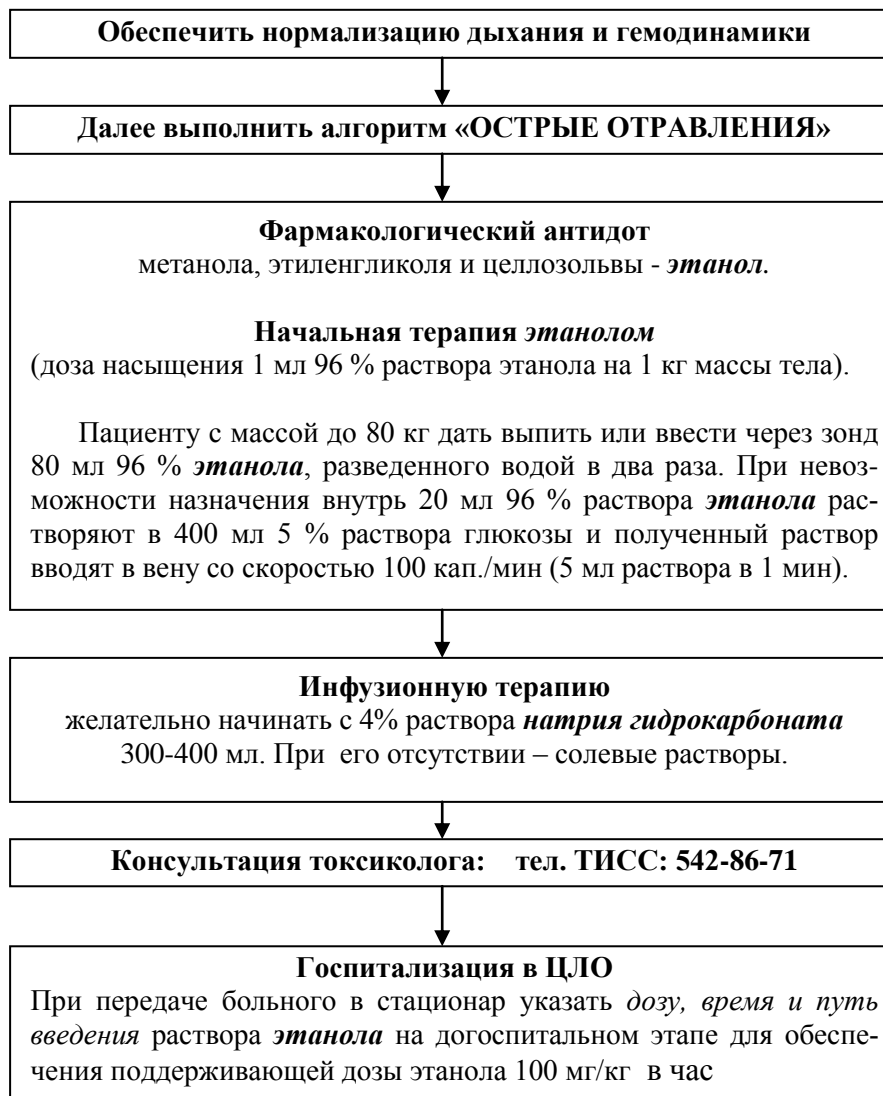 Обеспечить нормализацию дыхания и гемодинамики
Далее выполнить алгоритм «ОСТРЫЕ ОТРАВЛЕНИЯ»
Фармакологический антидот
метанола, этиленгликоля и целлозольвы - этанол.
Начальная терапия этанолом
(доза насыщения 1 мл 96 % раствора этанола на 1 кг массы тела).
Пациенту с массой до 80 кг дать выпить или ввести через зонд
80 мл 96 % этанола, разведенного водой в два раза. При невоз-
можности назначения внутрь 20 мл 96 % раствора этанола рас-
творяют в 400 мл 5 % раствора глюкозы и полученный раствор
вводят в вену со скоростью 100 кап./мин (5 мл раствора в 1 мин).
Инфузионную терапию
желательно начинать с 4% раствора натрия гидрокарбоната
300-400 мл. При его отсутствии – солевые растворы.
Консультация токсиколога: тел. ТИСС: 542-86-71
Госпитализация в ЦЛО
При передаче больного в стационар указать дозу, время и путь
введения раствора этанола на догоспитальном этапе для обеспе-
чения поддерживающей дозы этанола 100 мг/кг в час